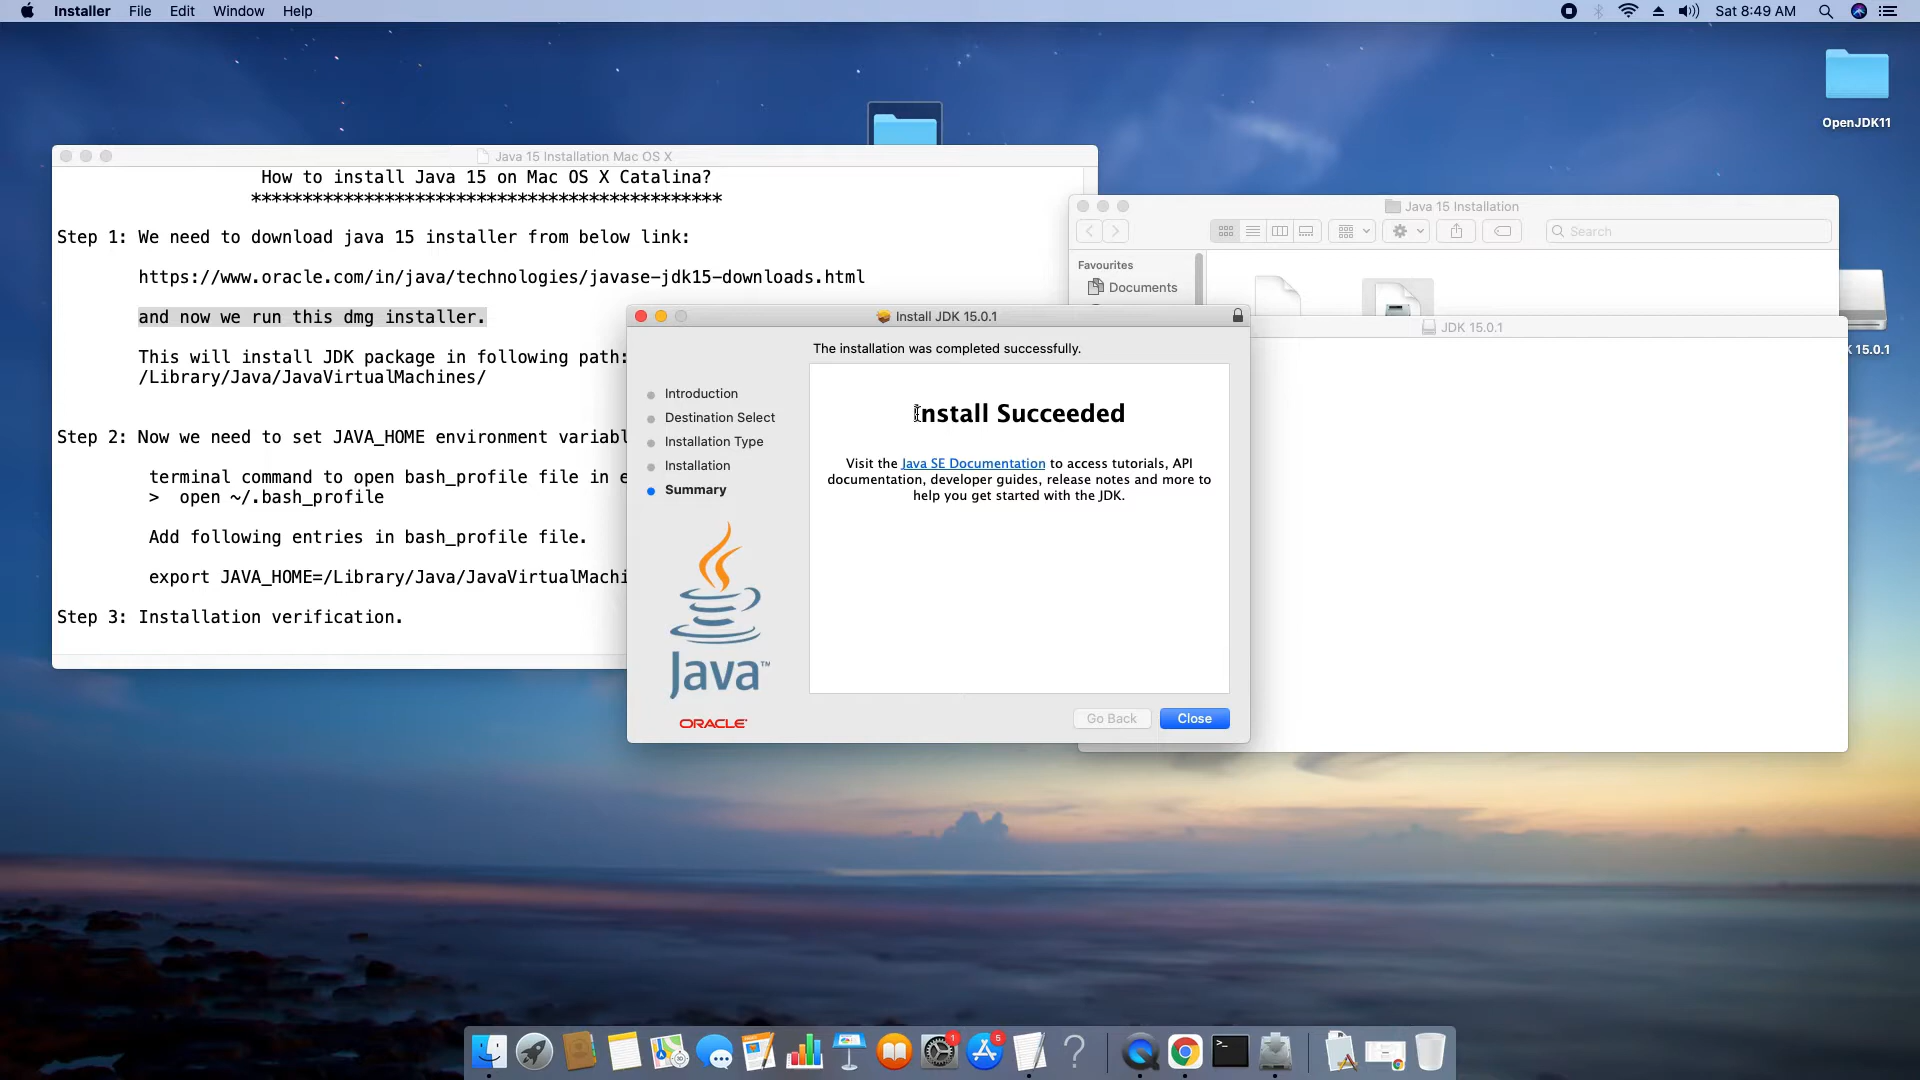 Installer File Edit Window Help
Sat 8:49 AM
OpenJDK11
Java 15 Installation Mac OS X
How to install Java 15 on Mac OS X Catalina?
**********************************************
Step 1: We need to download java 15 installer from below link:
https://www.oracle.com/in/java/technologies/javase-jdk15-downloads.html
and now we run this dmg installer.
This will install JDK package in following path:
/Library/Java/JavaVirtualMachines/
Step 2: Now we need to set JAVA_HOME environment variabl
terminal command to open bash_profile file in e
> open ~/.bash_profile
Add following entries in bash_profile file.
export JAVA_HOME=/Library/Java/JavaVirtualMachi
Step 3: Installation verification.
Java 15 Installation
Search
Favourites
Documents
JDK 15.0.1
15.0.1
Install JDK 15.0.1
The installation was completed successfully.
Introduction
Destination Select
Installation Type
Installation
Summary
Install Succeeded
Visit the Java SE Documentation to access tutorials, API
documentation, developer guides, release notes and more to
help you get started with the JDK.
Java™
ORACLE
Go Back
Close
1
5